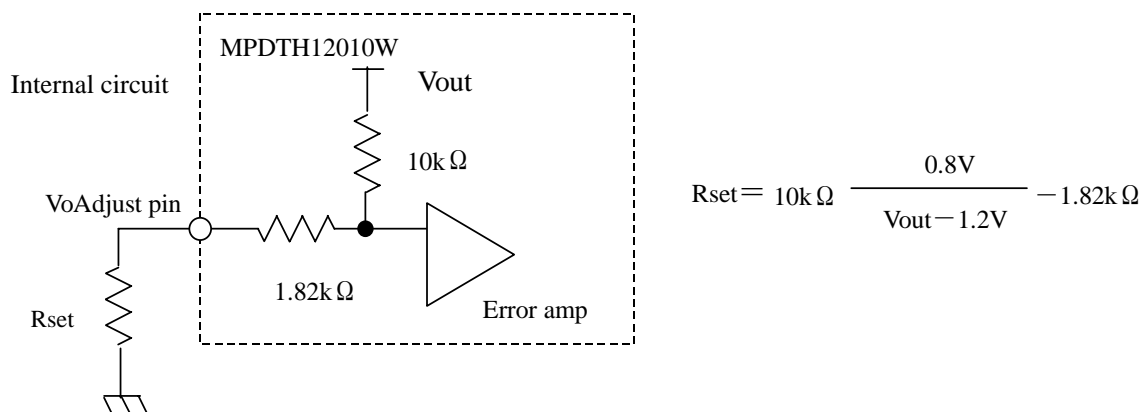 MPDTH12010W
Internal circuit
Vout
10kΩ
VoAdjust pin
1.82kΩ
Rset
Error amp
Rset＝ 10kΩ 0.8V / Vout－1.2V －1.82kΩ